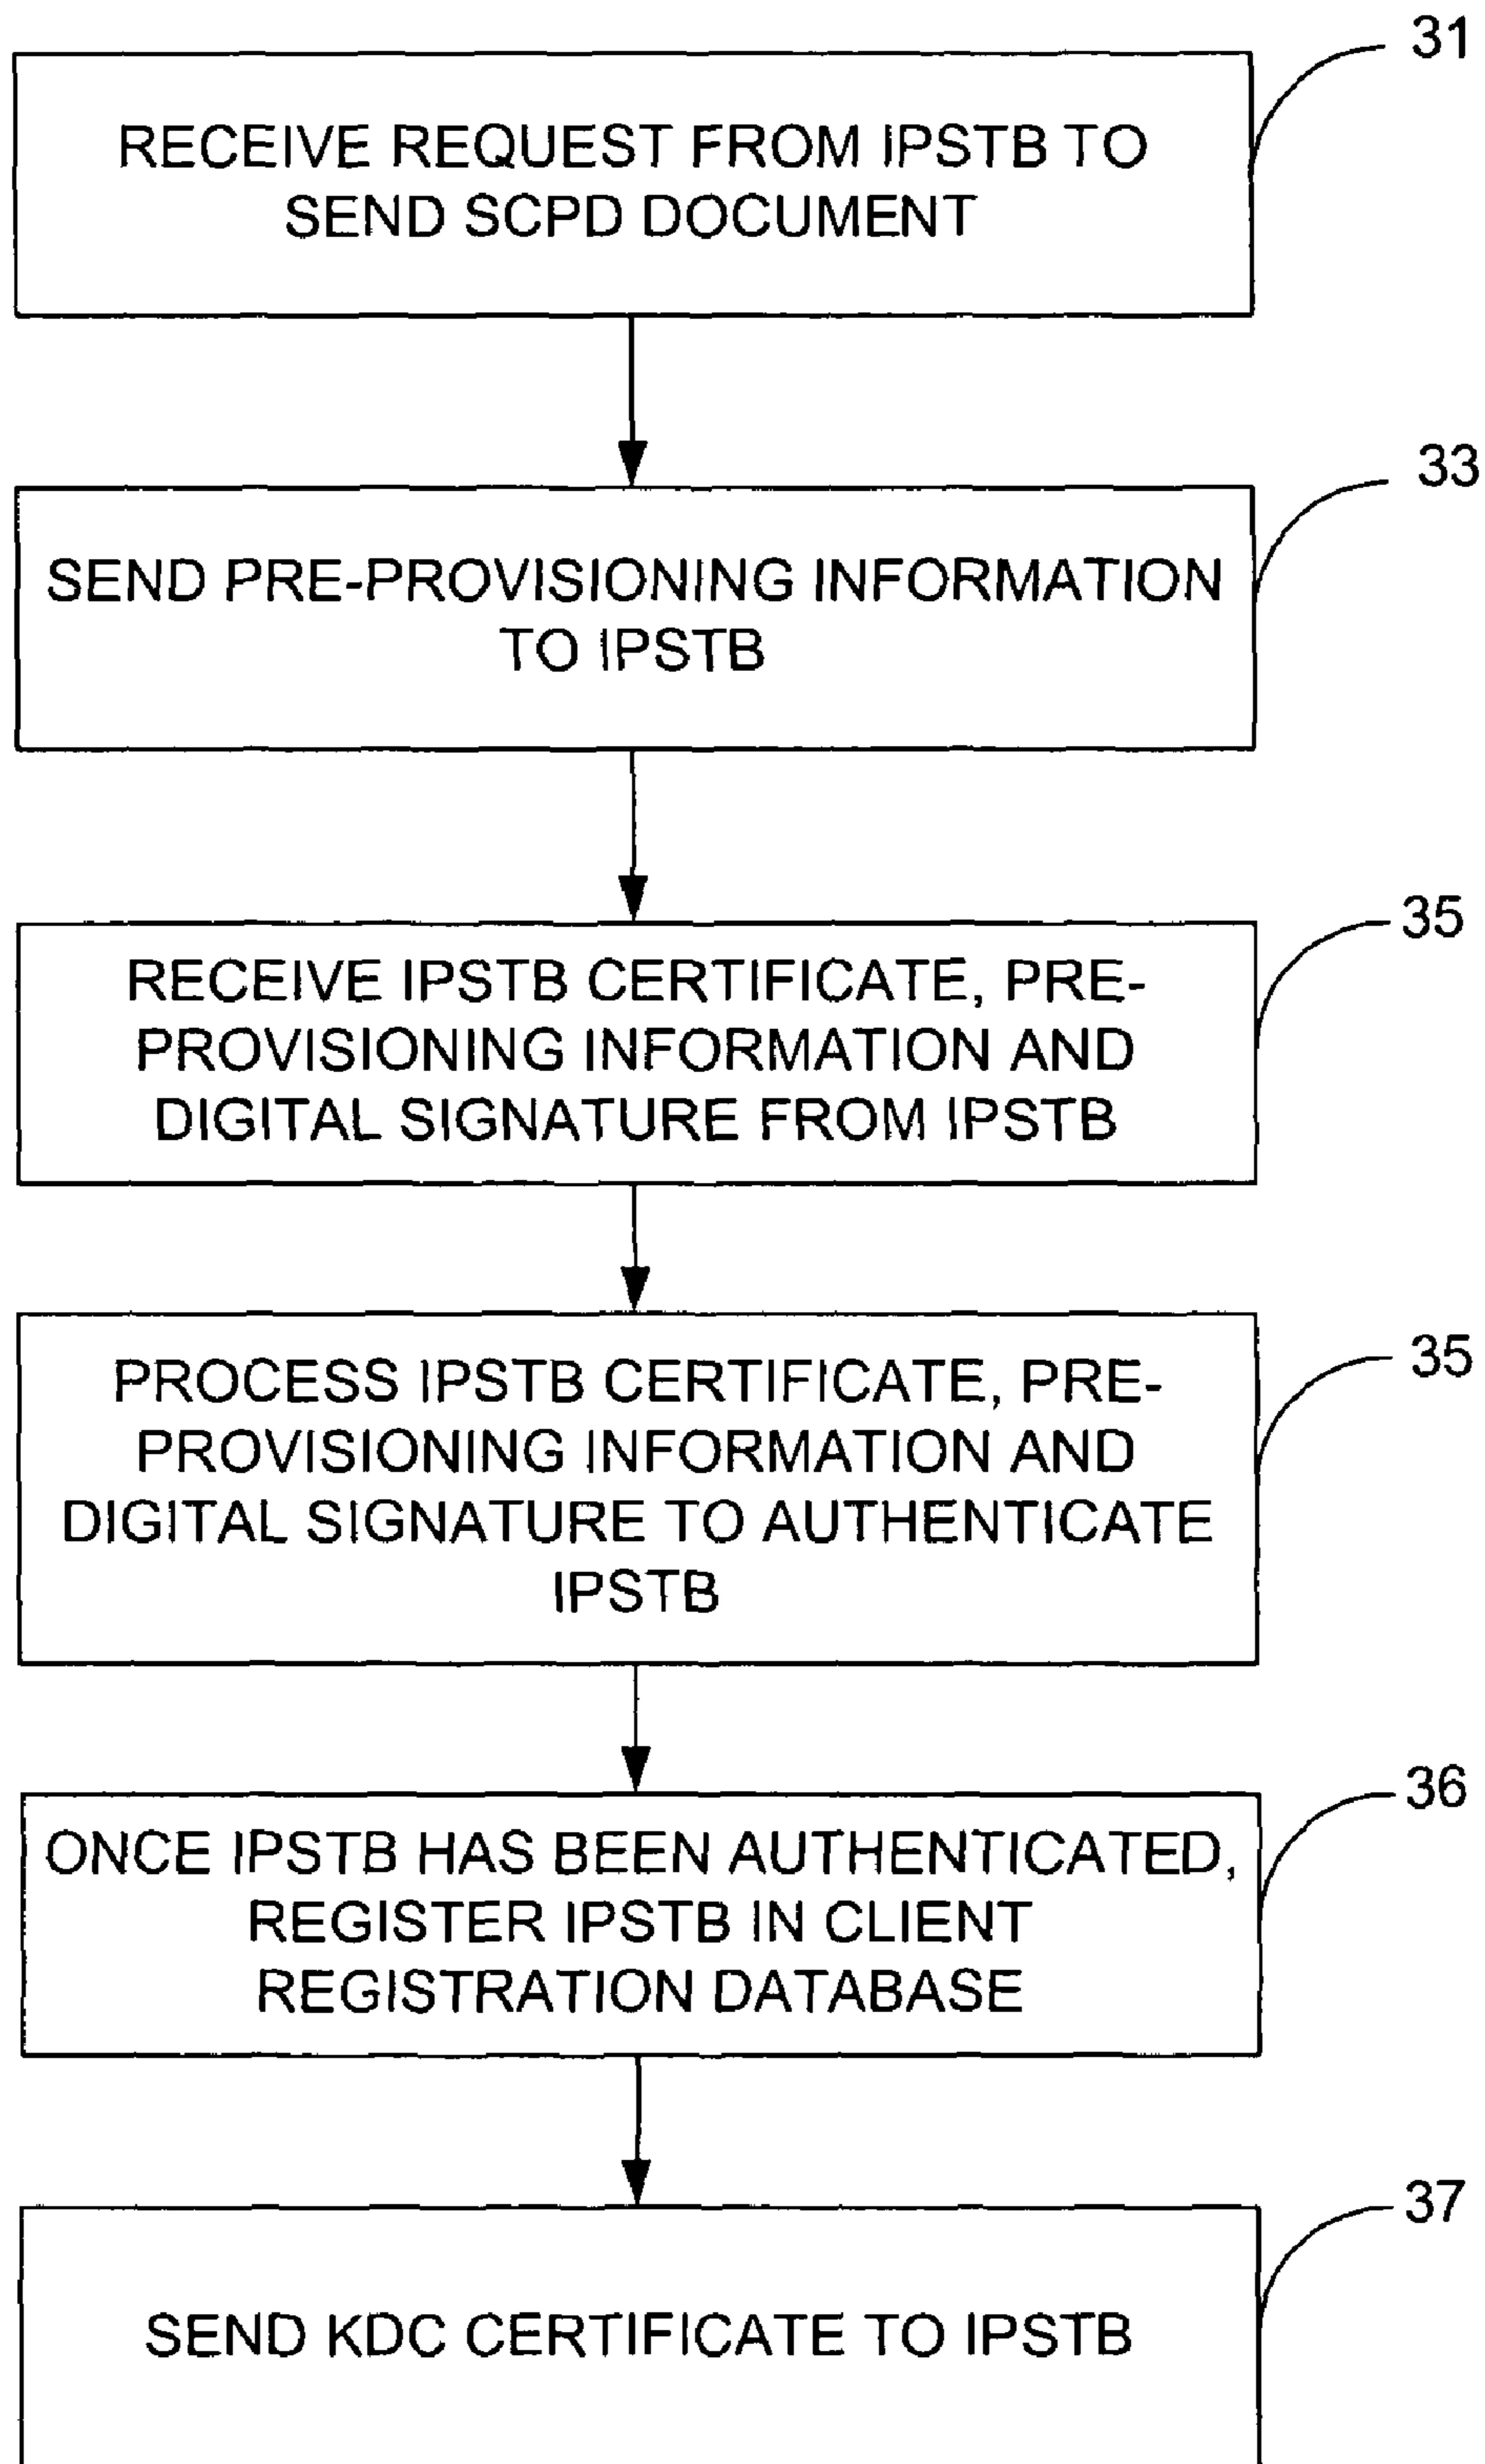 31
RECEIVE REQUEST FROM IPSTB TO
SEND SCPD DOCUMENT
33
SEND PRE-PROVISIONING INFORMATION
TO IPSTB
35
RECEIVE IPSTB CERTIFICATE, PRE-
PROVISIONING INFORMATION AND
DIGITAL SIGNATURE FROM IPSTB
35
PROCESS IPSTB CERTIFICATE, PRE-
PROVISIONING INFORMATION AND
DIGITAL SIGNATURE TO AUTHENTICATE
IPSTB
36
ONCE IPSTB HAS BEEN AUTHENTICATED,
REGISTER IPSTB IN CLIENT
REGISTRATION DATABASE
37
SEND KDC CERTIFICATE TO IPSTB